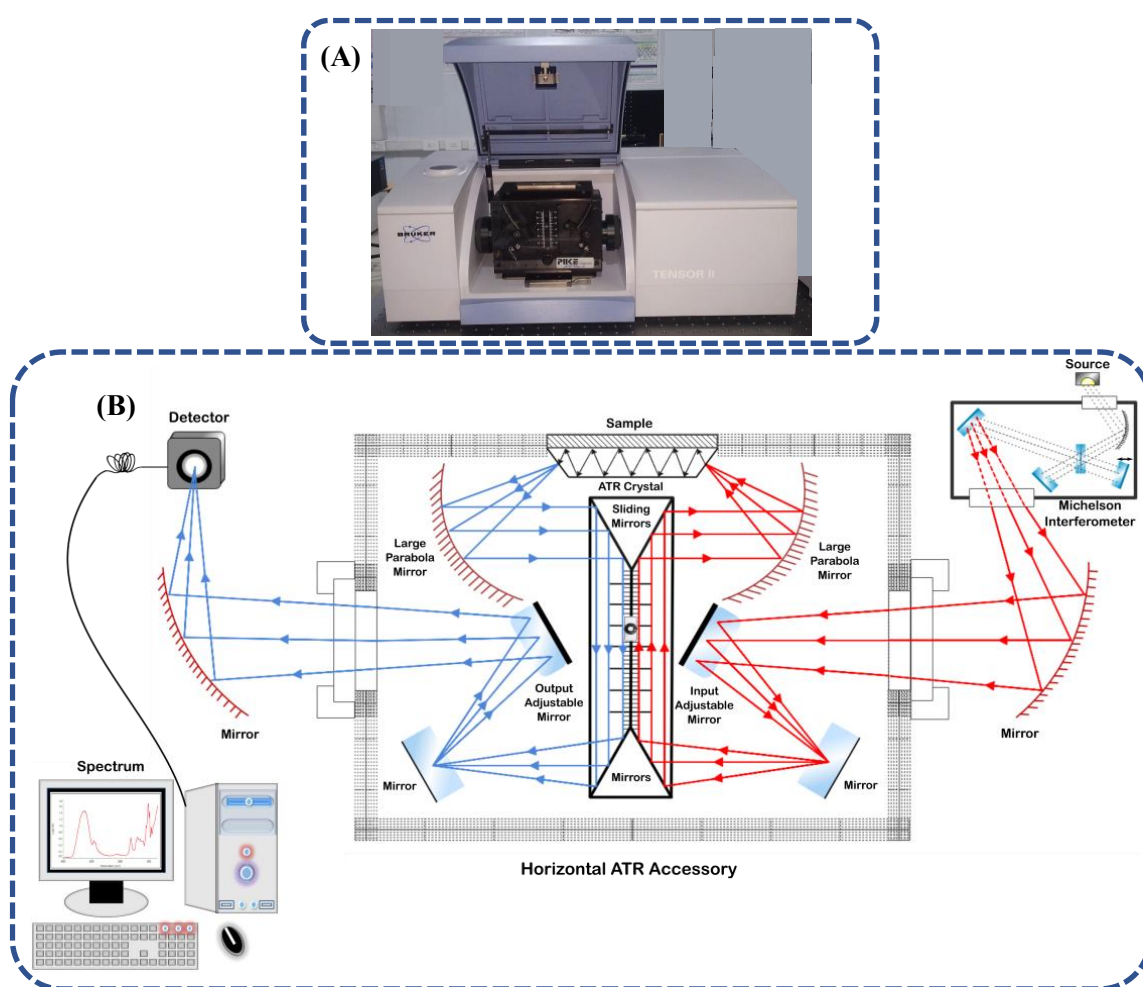 (A)
BRUKER
PIKE
TENSOR II
(B)
Source
Detector
Sample
ATR Crystal
Michelson
Interferometer
Sliding
Mirrors
Large
Parabola
Mirror
Large
Parabola
Mirror
Output
Adjustable
Mirror
Input
Adjustable
Mirror
Mirror
Mirror
Spectrum
Mirror
Mirrors
Mirror
Horizontal ATR Accessory